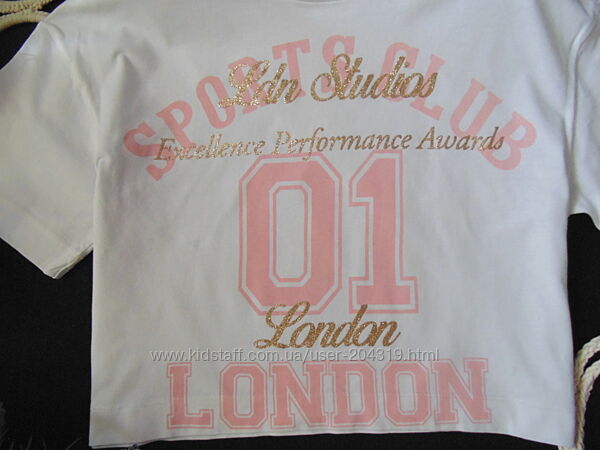 SPORTS CLUB
Ldn Studios
Excellence Performance Awards
01
London
www.kidstaff.com.ua/user-204319.html
LONDON